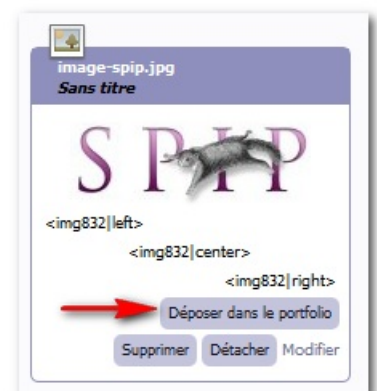 image-spip.jpg
Sans titre
SPIP
<img832|left>
<img832|center>
<img832|right>
Déposer dans le portfolio
Supprimer Détacher Modifier